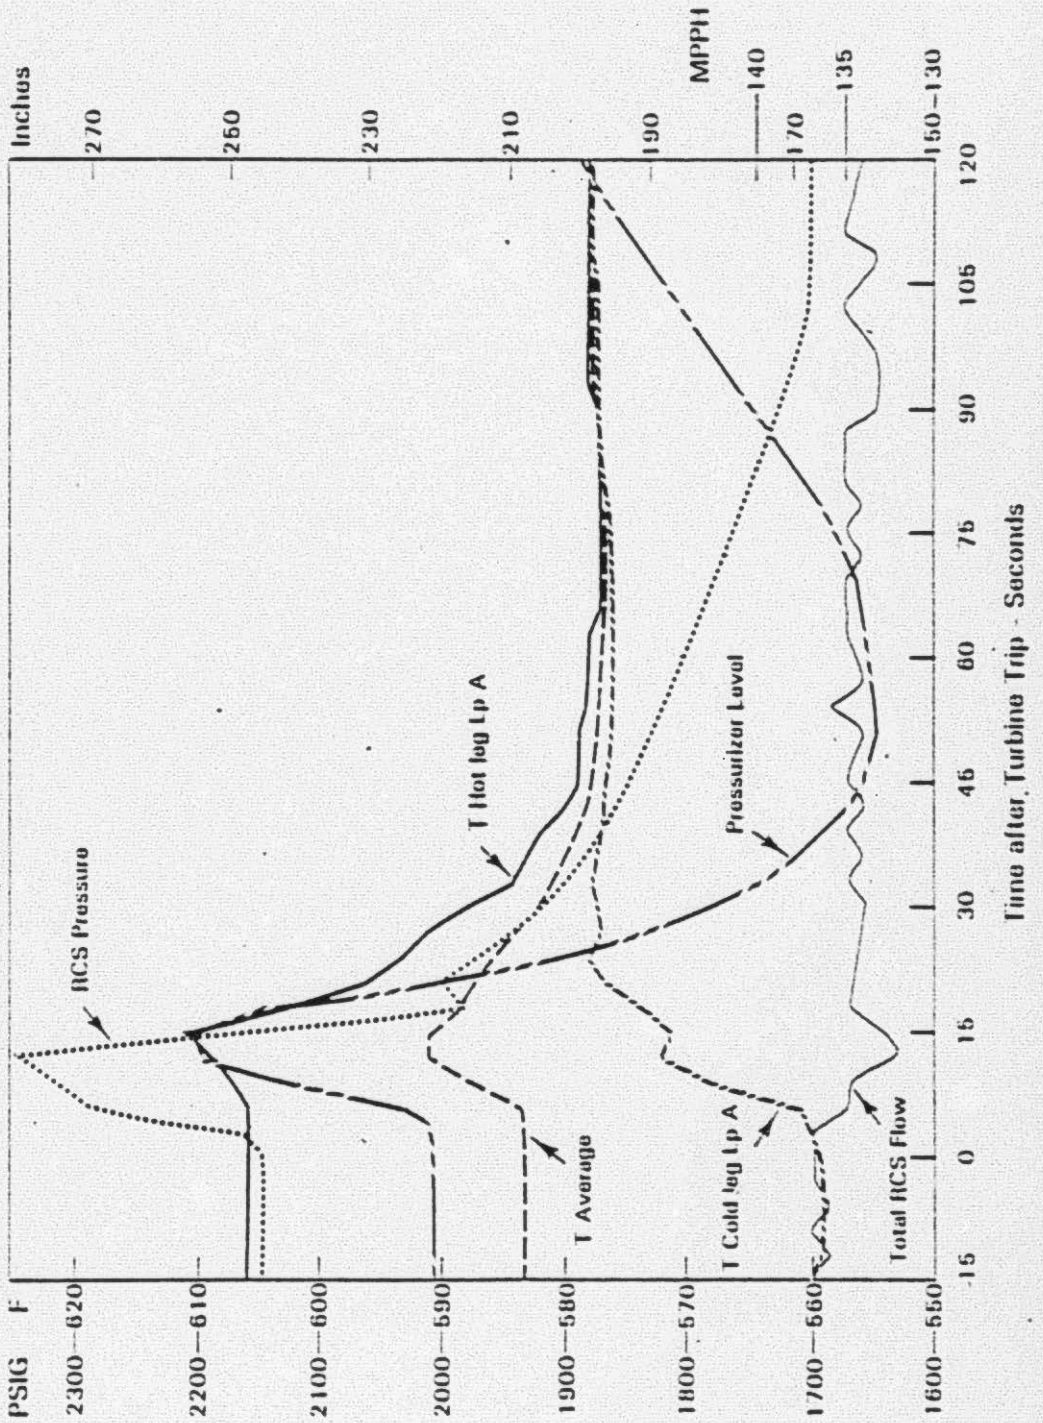 PSIG F
2300 620
2200 610
2100 600
2000 590
1900 580
1800 570
1700 560
1600 550
Inches
270
250
230
210
190
170
150
MPPH
140
135
130
RCS Pressure
T Hot leg Lp A
T Average
Pressurizer Level
T Cold leg Lp A
Total RCS Flow
-15 0 15 30 45 60 75 90 105 120
Time after Turbine Trip - Seconds